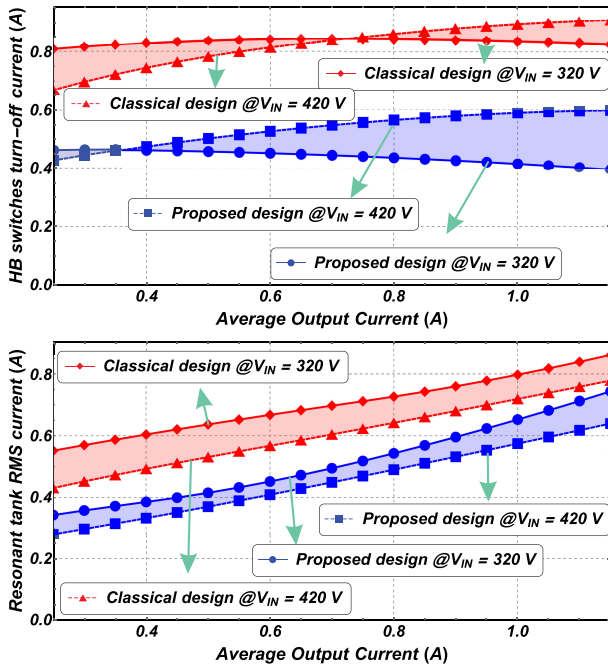 HB switches turn-off current (A)
0.8
0.6
0.4
0.2
0.0
Classical design @VIN = 320 V
Classical design @VIN = 420 V
Proposed design @VIN = 420 V
Proposed design @VIN = 320 V
0.4 0.6 0.8 1.0
Average Output Current (A)
Resonant tank RMS current (A)
0.8
0.6
0.4
0.2
0.0
Classical design @VIN = 320 V
Proposed design @VIN = 420 V
Proposed design @VIN = 320 V
Classical design @VIN = 420 V
0.4 0.6 0.8 1.0
Average Output Current (A)